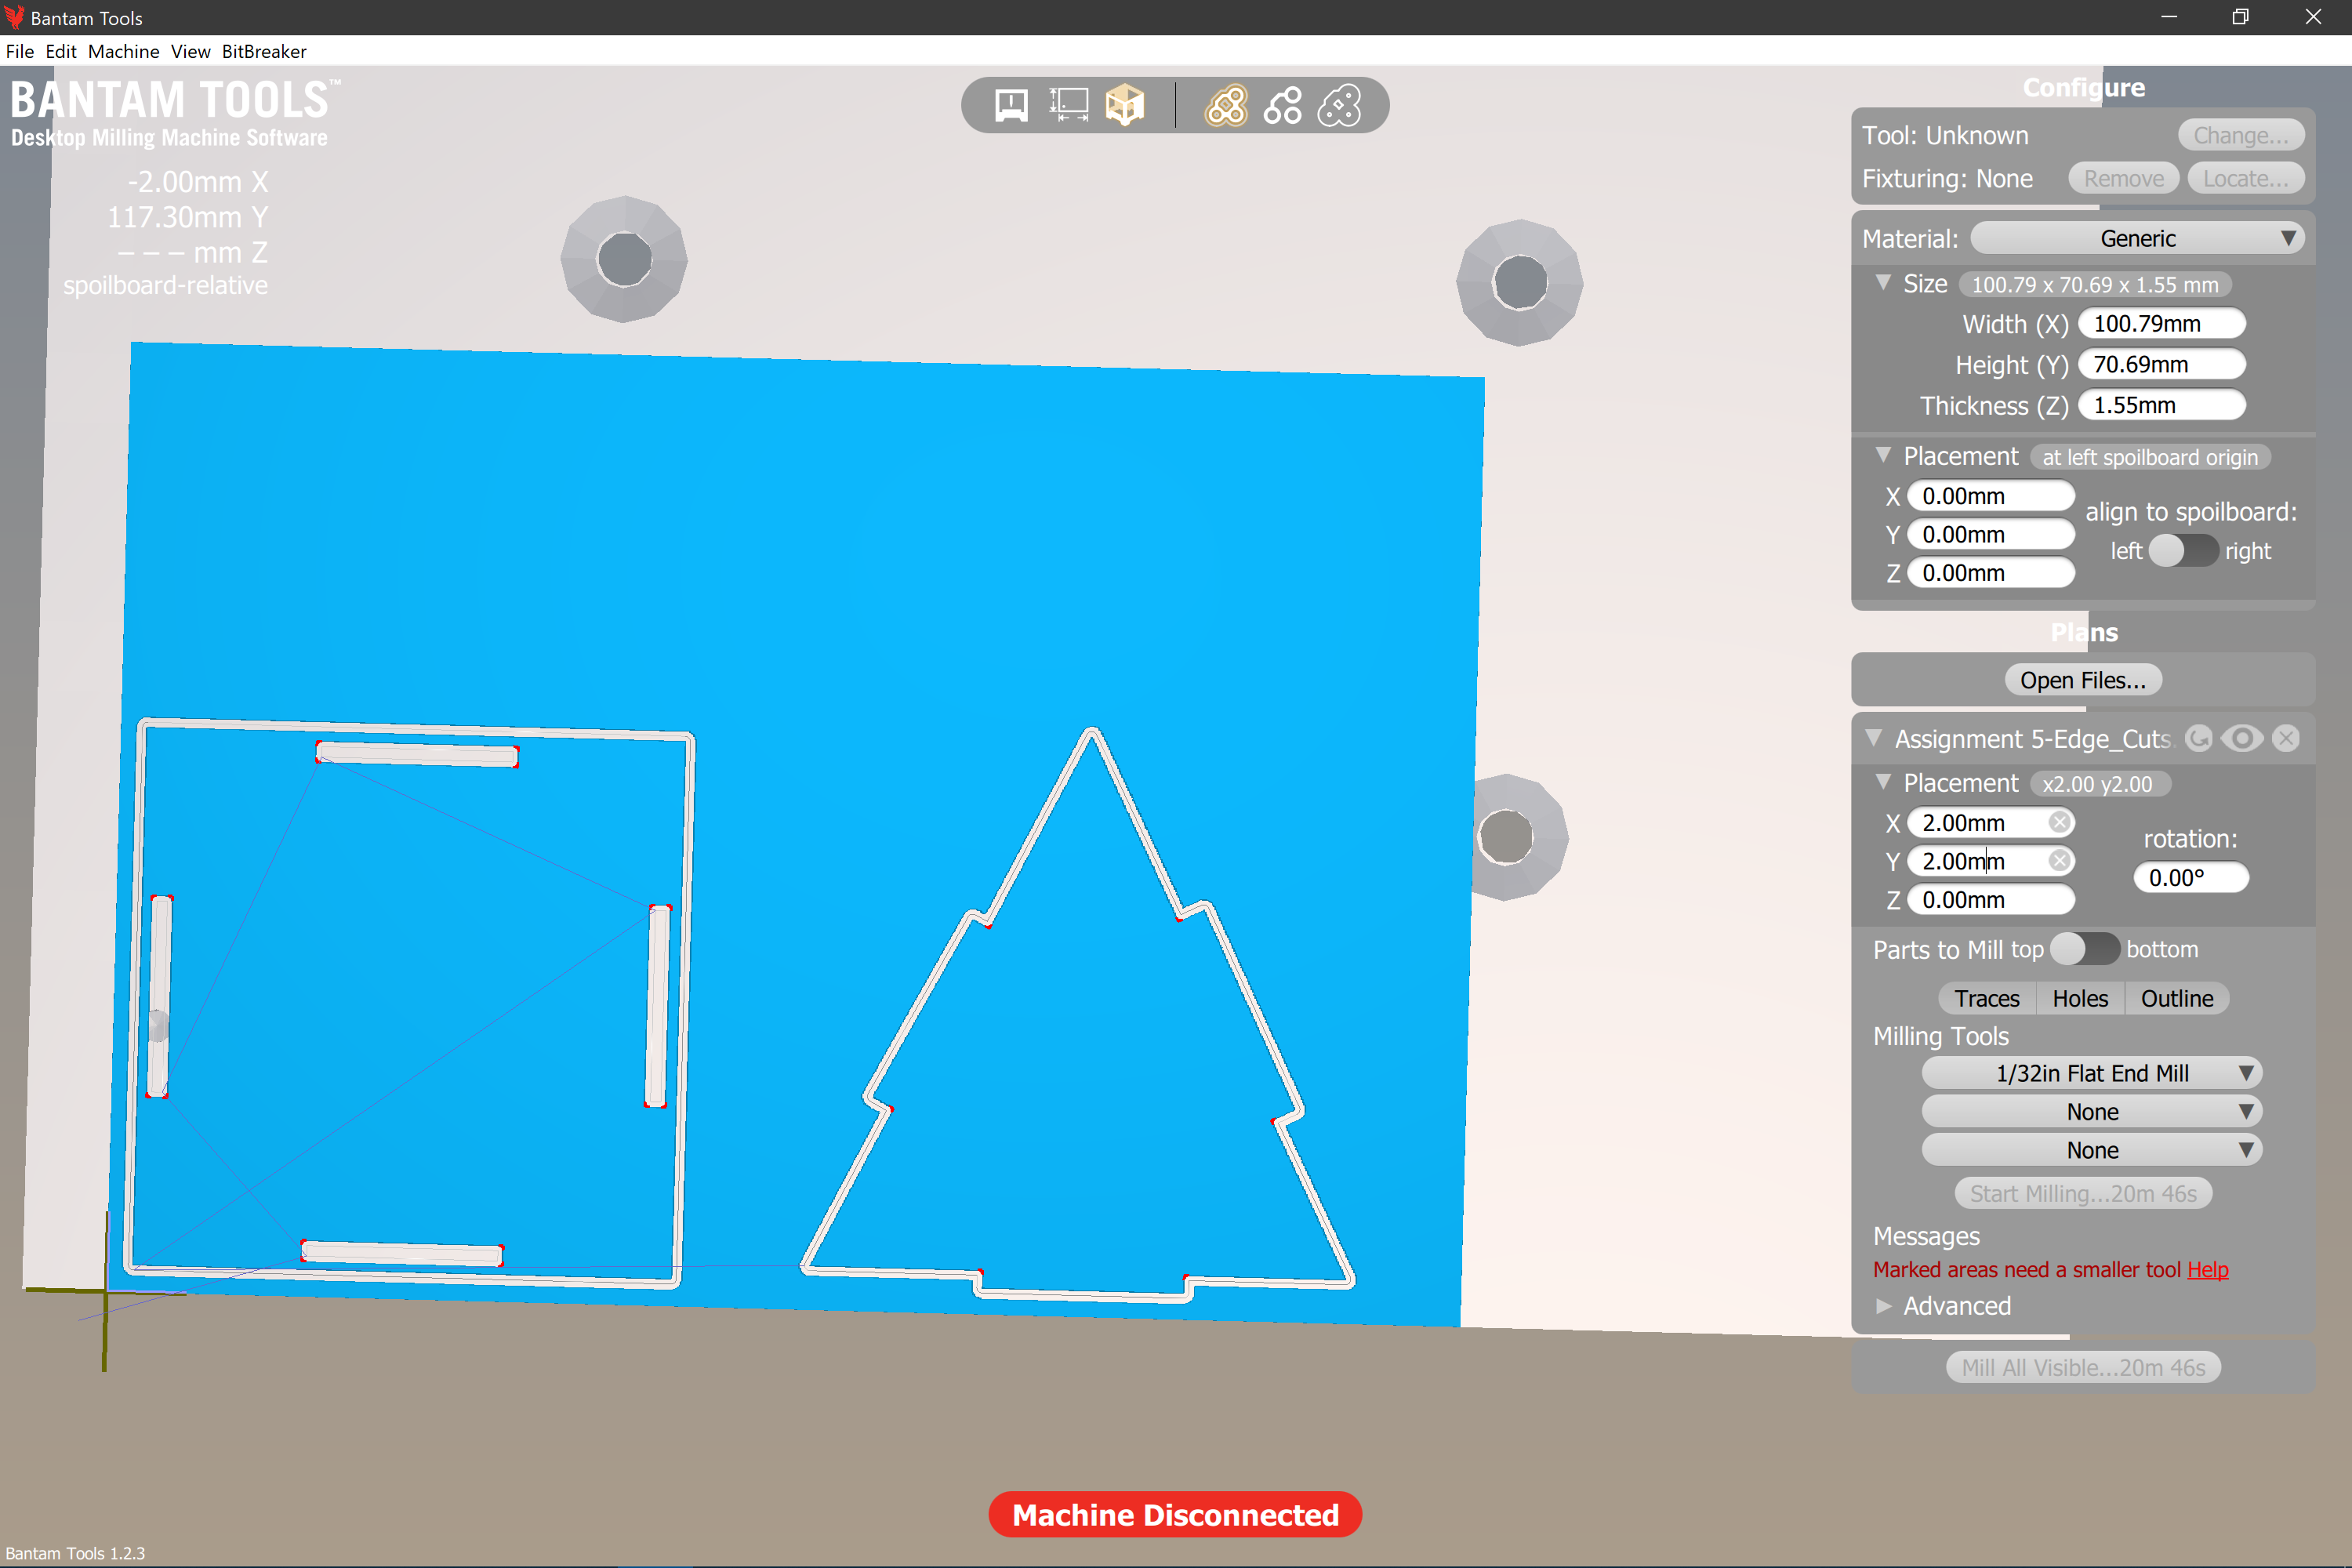 Bantam Tools
File Edit Machine View BitBreaker
BANTAM TOOLS™
Desktop Milling Machine Software
-2.00mm X
117.30mm Y
– – – mm Z
spoilboard-relative
Configure
Tool: Unknown Change...
Fixturing: None Remove Locate...
Material: Generic
Size 100.79 x 70.69 x 1.55 mm
Width (X) 100.79mm
Height (Y) 70.69mm
Thickness (Z) 1.55mm
Placement at left spoilboard origin
X 0.00mm
align to spoilboard:
Y 0.00mm
left right
Z 0.00mm
Plans
Open Files...
Assignment 5-Edge_Cuts.
Placement x2.00 y2.00
X 2.00mm
rotation:
Y 2.00mm
0.00°
Z 0.00mm
Parts to Mill top bottom
Traces Holes Outline
Milling Tools
1/32in Flat End Mill
None
None
Start Milling...20m 46s
Messages
Marked areas need a smaller tool Help
Advanced
Mill All Visible...20m 46s
Machine Disconnected
Bantam Tools 1.2.3